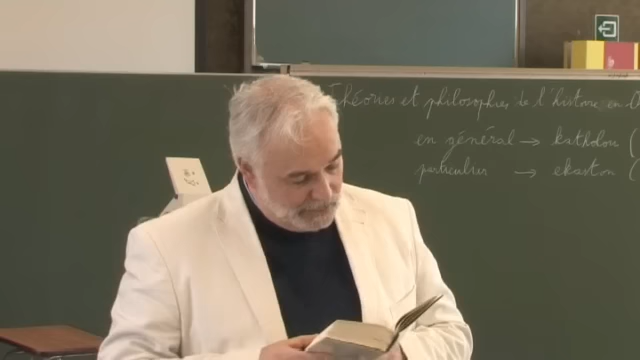 Théories et philosophies de l'histoire en
en général → katholou (
particulier → ekaston (